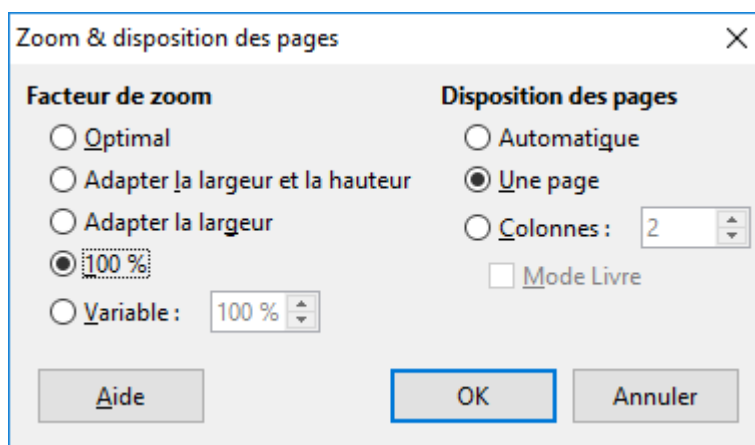 Zoom & disposition des pages
Facteur de zoom
Optimal
Adapter la largeur et la hauteur
Adapter la largeur
100 %
Variable : 100 %
Disposition des pages
Automatique
Une page
Colonnes : 2
Mode Livre
Aide
OK
Annuler